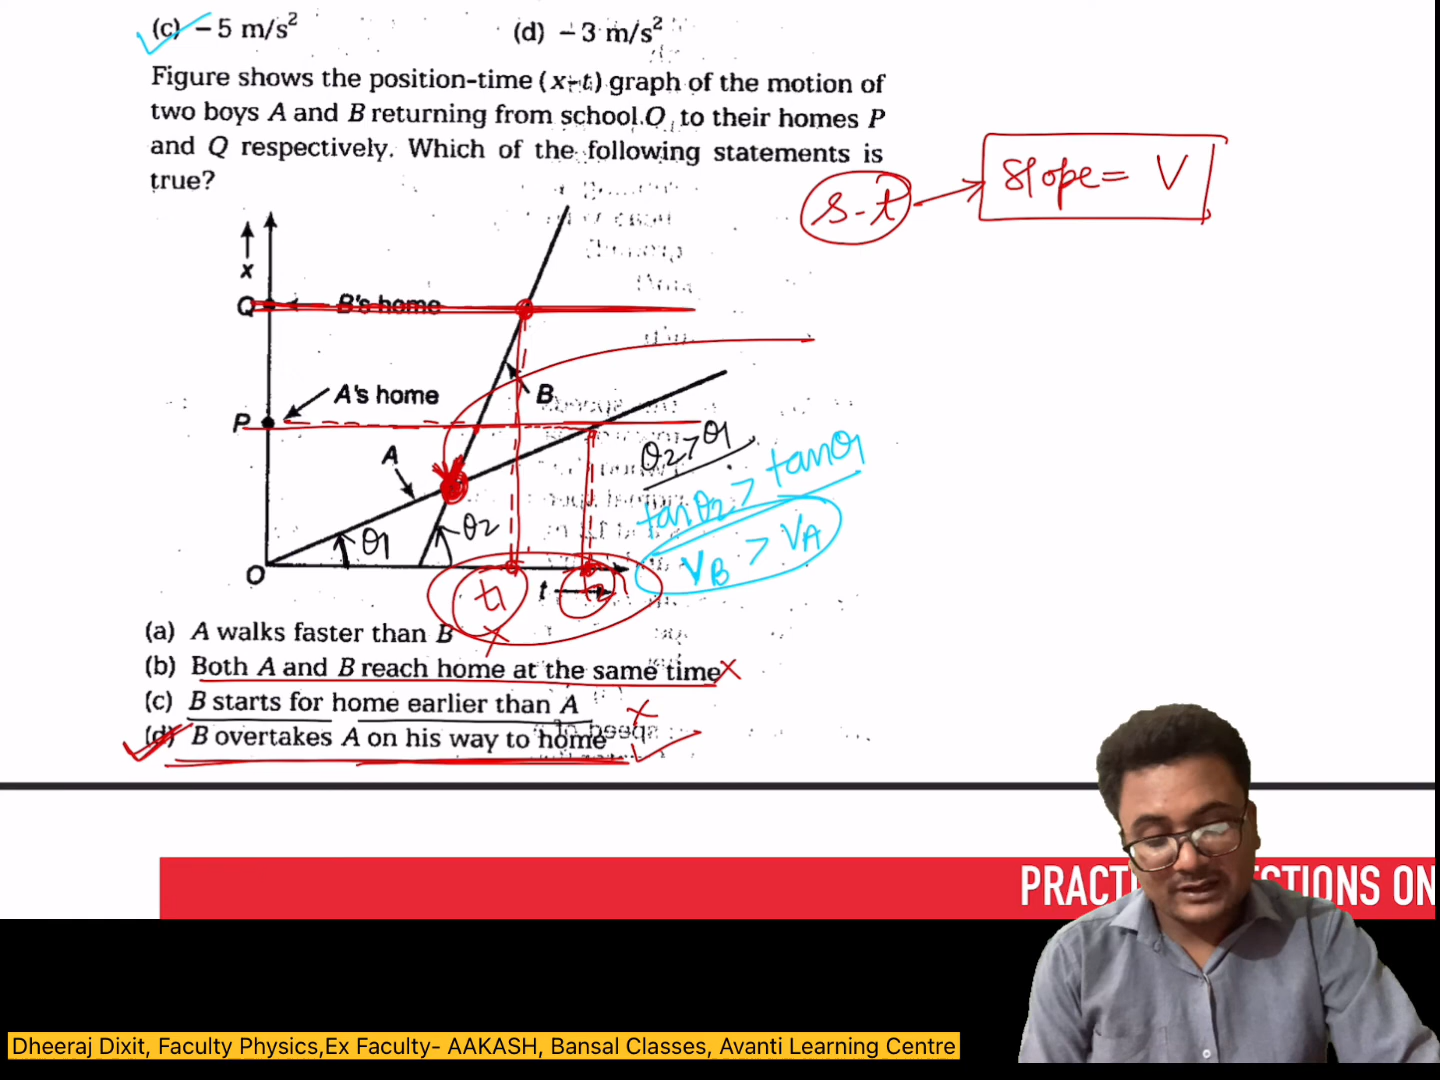 (c) – 5 m/s² (d) – 3 m/s²
Figure shows the position-time (x-t) graph of the motion of
two boys A and B returning from school O to their homes P
and Q respectively. Which of the following statements is
true?
s-t
slope = V
x
Q
B's home
A's home
P
B
A
θ1
θ2
θ2 > θ1
tanθ2 > tanθ1
VB > VA
O
t1
t
t2
(a) A walks faster than B
(b) Both A and B reach home at the same time
(c) B starts for home earlier than A
(d) B overtakes A on his way to home
Dheeraj Dixit, Faculty Physics,Ex Faculty- AAKASH, Bansal Classes, Avanti Learning Centre